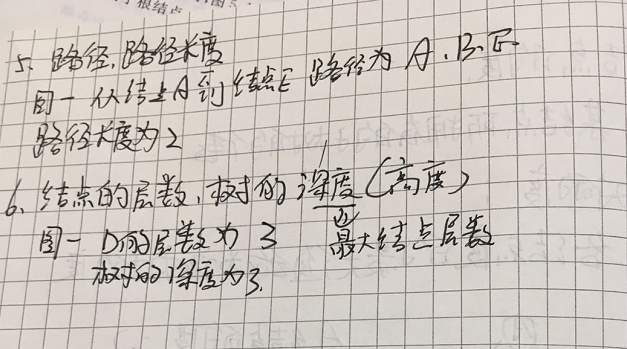 根结点
5. 路径,路径长度
图一 从结点A到结点E 路径为 A.B.E
路径长度为2
6. 结点的层数,树的深度(高度)
图一 D的层数为 3 最大结点层数
树的深度为3.